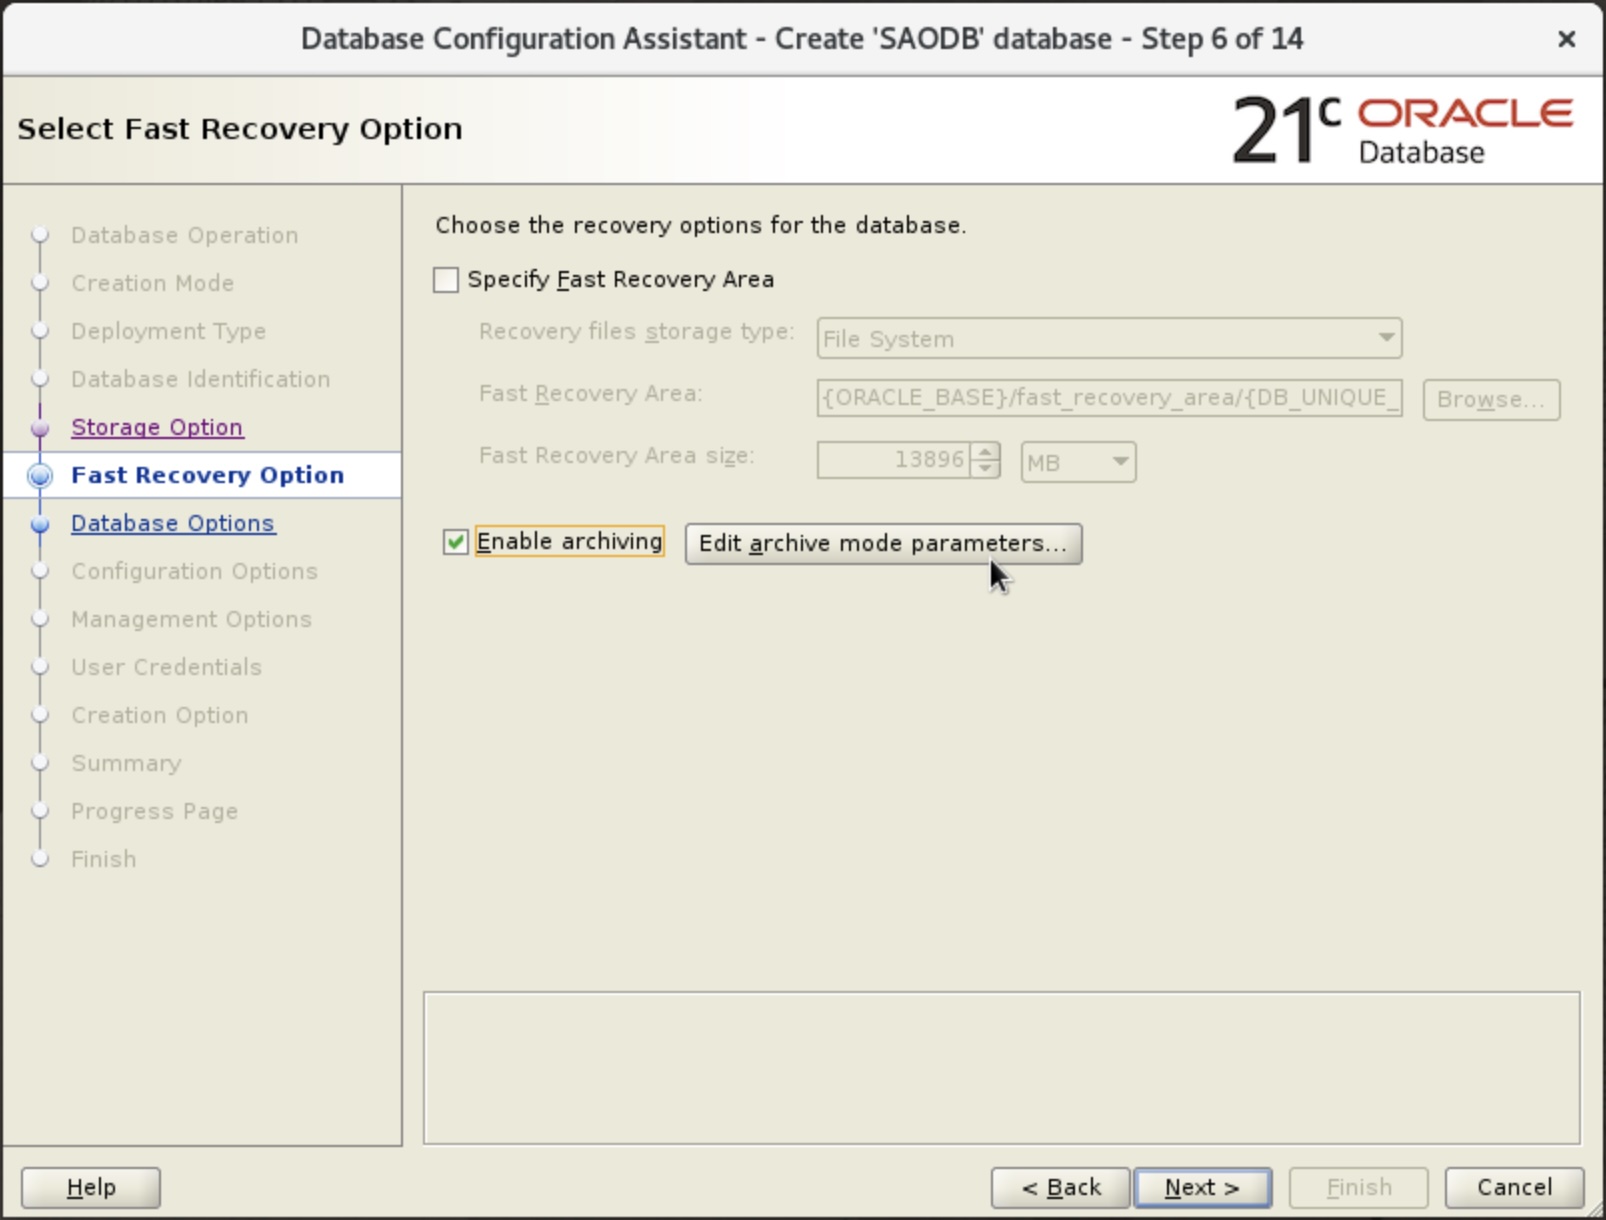 Database Configuration Assistant - Create 'SAODB' database - Step 6 of 14
Select Fast Recovery Option
21c ORACLE
Database
Database Operation
Creation Mode
Deployment Type
Database Identification
Storage Option
Fast Recovery Option
Database Options
Configuration Options
Management Options
User Credentials
Creation Option
Summary
Progress Page
Finish
Choose the recovery options for the database.
Specify Fast Recovery Area
Recovery files storage type: File System
Fast Recovery Area: {ORACLE_BASE}/fast_recovery_area/{DB_UNIQUE_ Browse...
Fast Recovery Area size: 13896 MB
Enable archiving Edit archive mode parameters...
Help < Back Next > Finish Cancel